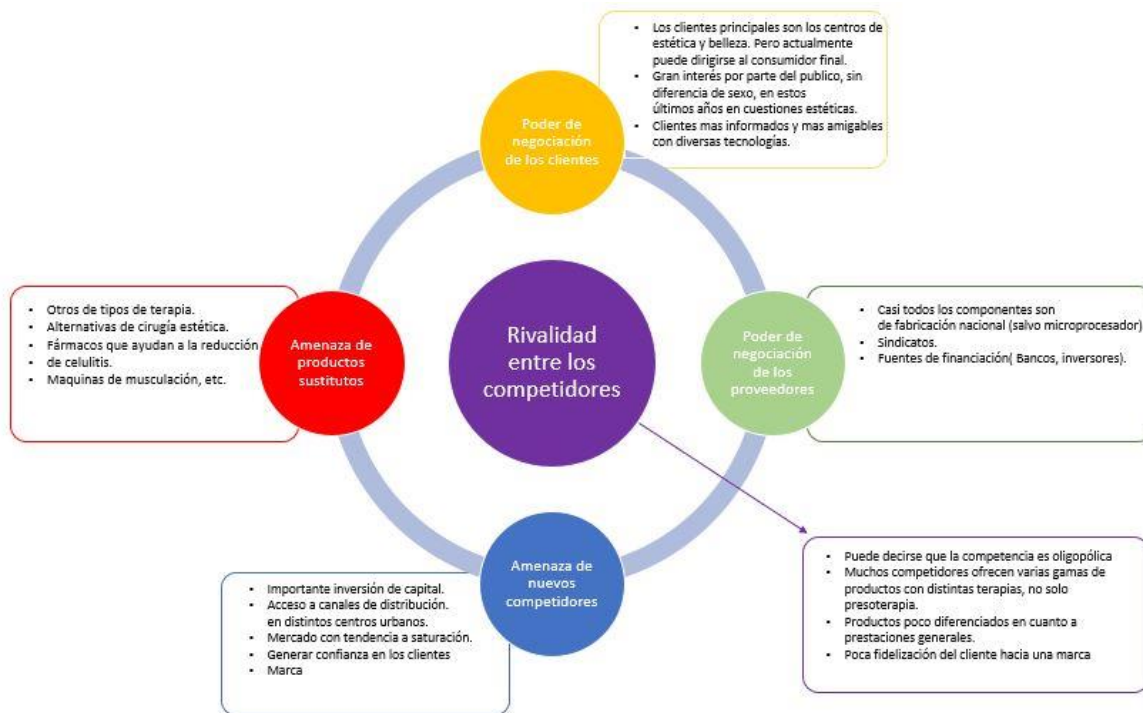 • Los clientes principales son los centros de
estética y belleza. Pero actualmente
puede dirigirse al consumidor final.
• Gran interés por parte del publico, sin
diferencia de sexo, en estos
últimos años en cuestiones estéticas.
• Clientes mas informados y mas amigables
con diversas tecnologías.
Poder de
negociación
de los clientes
• Otros de tipos de terapia.
• Alternativas de cirugía estética.
• Fármacos que ayudan a la reducción
• de celulitis.
• Maquinas de musculación, etc.
Amenaza de
productos
sustitutos
Rivalidad
entre los
competidores
Poder de
negociación
de los
proveedores
• Casi todos los componentes son
de fabricación nacional (salvo microprocesador)
• Sindicatos.
• Fuentes de financiación( Bancos, inversores).
Amenaza de
nuevos
competidores
• Importante inversión de capital.
• Acceso a canales de distribución.
en distintos centros urbanos.
• Mercado con tendencia a saturación.
• Generar confianza en los clientes
• Marca
• Puede decirse que la competencia es oligopólica
• Muchos competidores ofrecen varias gamas de
productos con distintas terapias, no solo
presoterapia.
• Productos poco diferenciados en cuanto a
prestaciones generales.
• Poca fidelización del cliente hacia una marca